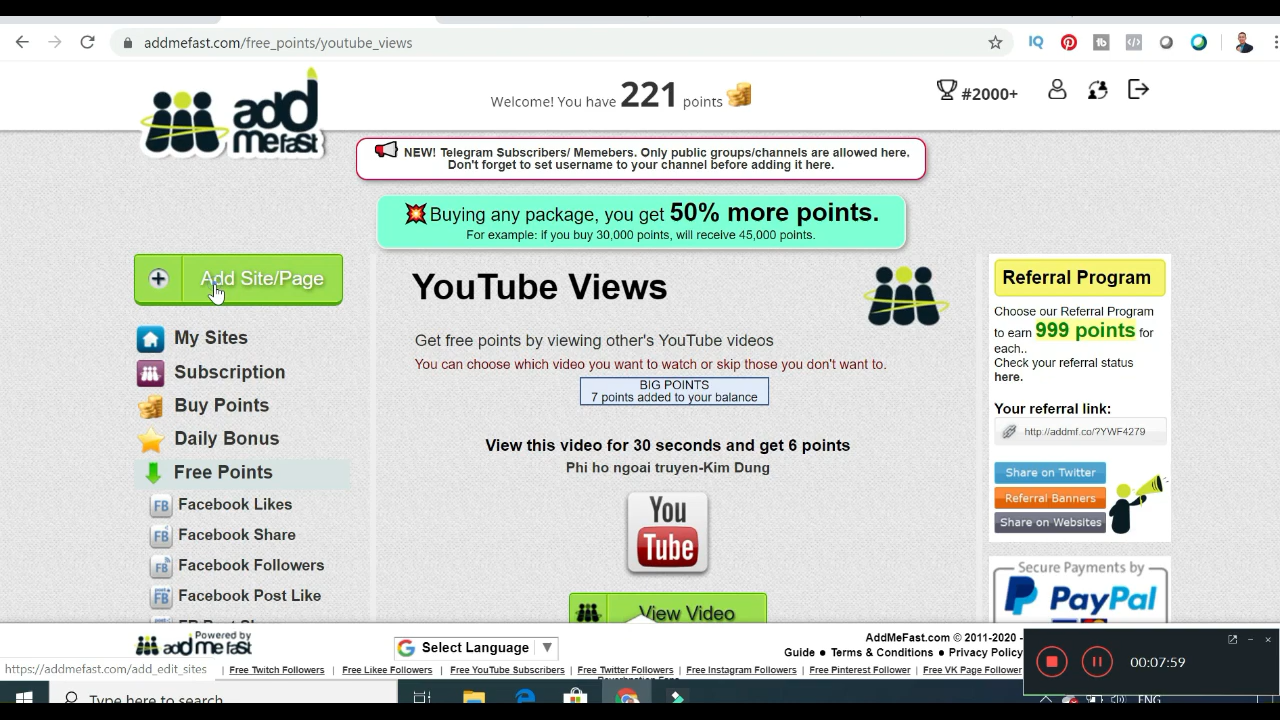 addmefast.com/free_points/youtube_views
IQ
tb
add
mefast
Welcome! You have 221 points
#2000+
NEW! Telegram Subscribers/ Memebers. Only public groups/channels are allowed here.
Don't forget to set username to your channel before adding it here.
Buying any package, you get 50% more points.
For example: if you buy 30,000 points, will receive 45,000 points.
Add Site/Page
My Sites
Subscription
Buy Points
Daily Bonus
Free Points
FB Facebook Likes
FB Facebook Share
FB Facebook Followers
Facebook Post Like
YouTube Views
Get free points by viewing other's YouTube videos
You can choose which video you want to watch or skip those you don't want to.
BIG POINTS
7 points added to your balance
View this video for 30 seconds and get 6 points
Phi ho ngoai truyen-Kim Dung
You
Tube
View Video
Referral Program
Choose our Referral Program
to earn 999 points for
each..
Check your referral status
here.
Your referral link:
http://addmf.co/?YWF4279
Share on Twitter
Referral Banners
Share on Websites
Secure Payments by
PayPal
Powered by
add me fast
Select Language
AddMeFast.com © 2011-2020 -
Guide ● Terms & Conditions ● Privacy Policy
https://addmefast.com/add_edit_sites
Free Twitch Followers
Free Likee Followers
Free YouTube Subscribers
Free Twitter Followers
Free Instagram Followers
Free Pinterest Follower
Free VK Page Follower
00:07:59
Type here to search
ENG